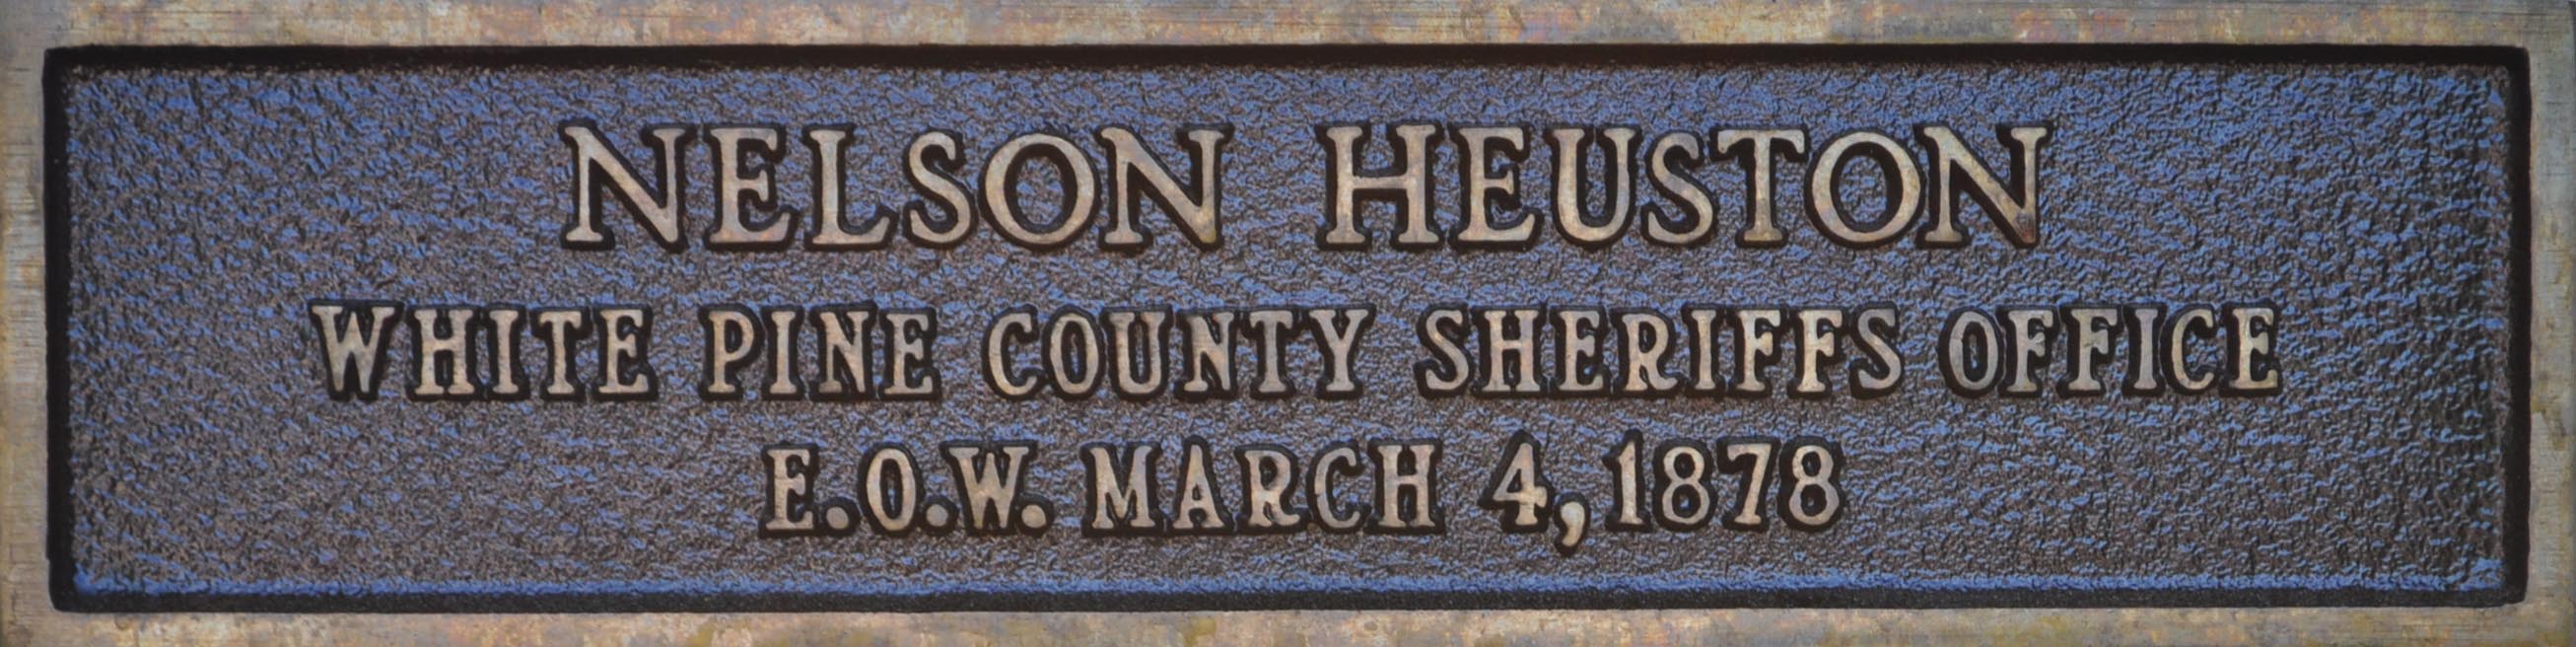 NELSON HEUSTON
WHITE PINE COUNTY SHERIFFS OFFICE
E.O.W. MARCH 4, 1878